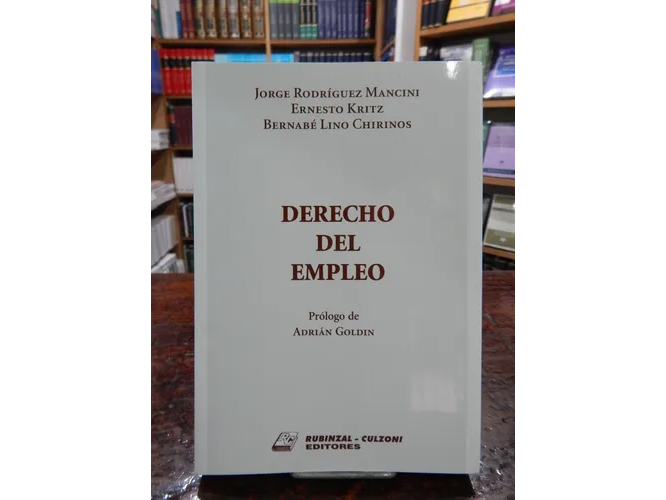 Jorge Rodríguez Mancini
Ernesto Kritz
Bernabé Lino Chirinos
DERECHO
DEL
EMPLEO
Prólogo de
Adrián Goldin
RUBINZAL - CULZONI
EDITORES